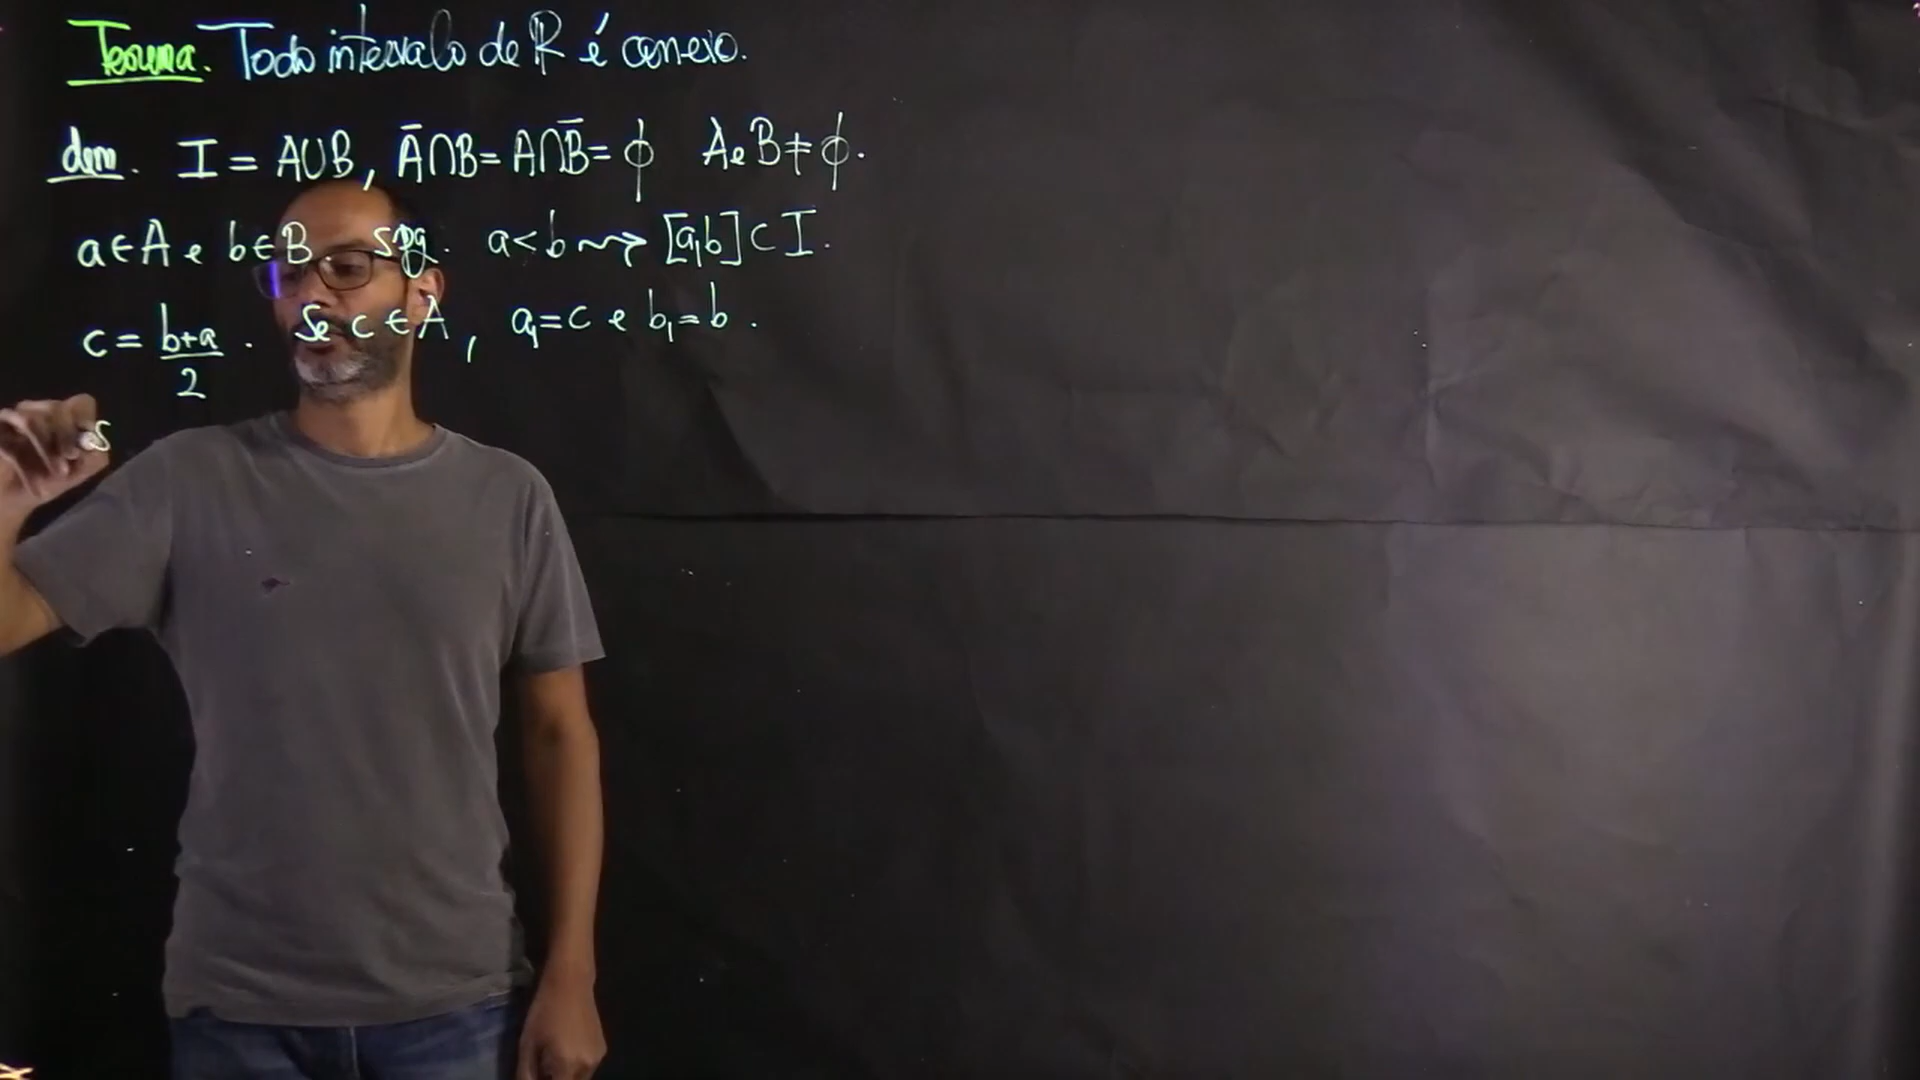 Teorema. Todo intervalo de ℝ é conexo.
dem. I = A∪B, Ā∩B = A∩B̄ = ϕ A e B ≠ ϕ.
a∈A e b∈B. spg. a<b ⇝ [a,b] ⊂ I.
c = b+a/2. Se c∈A, a₁=c e b₁=b.
S